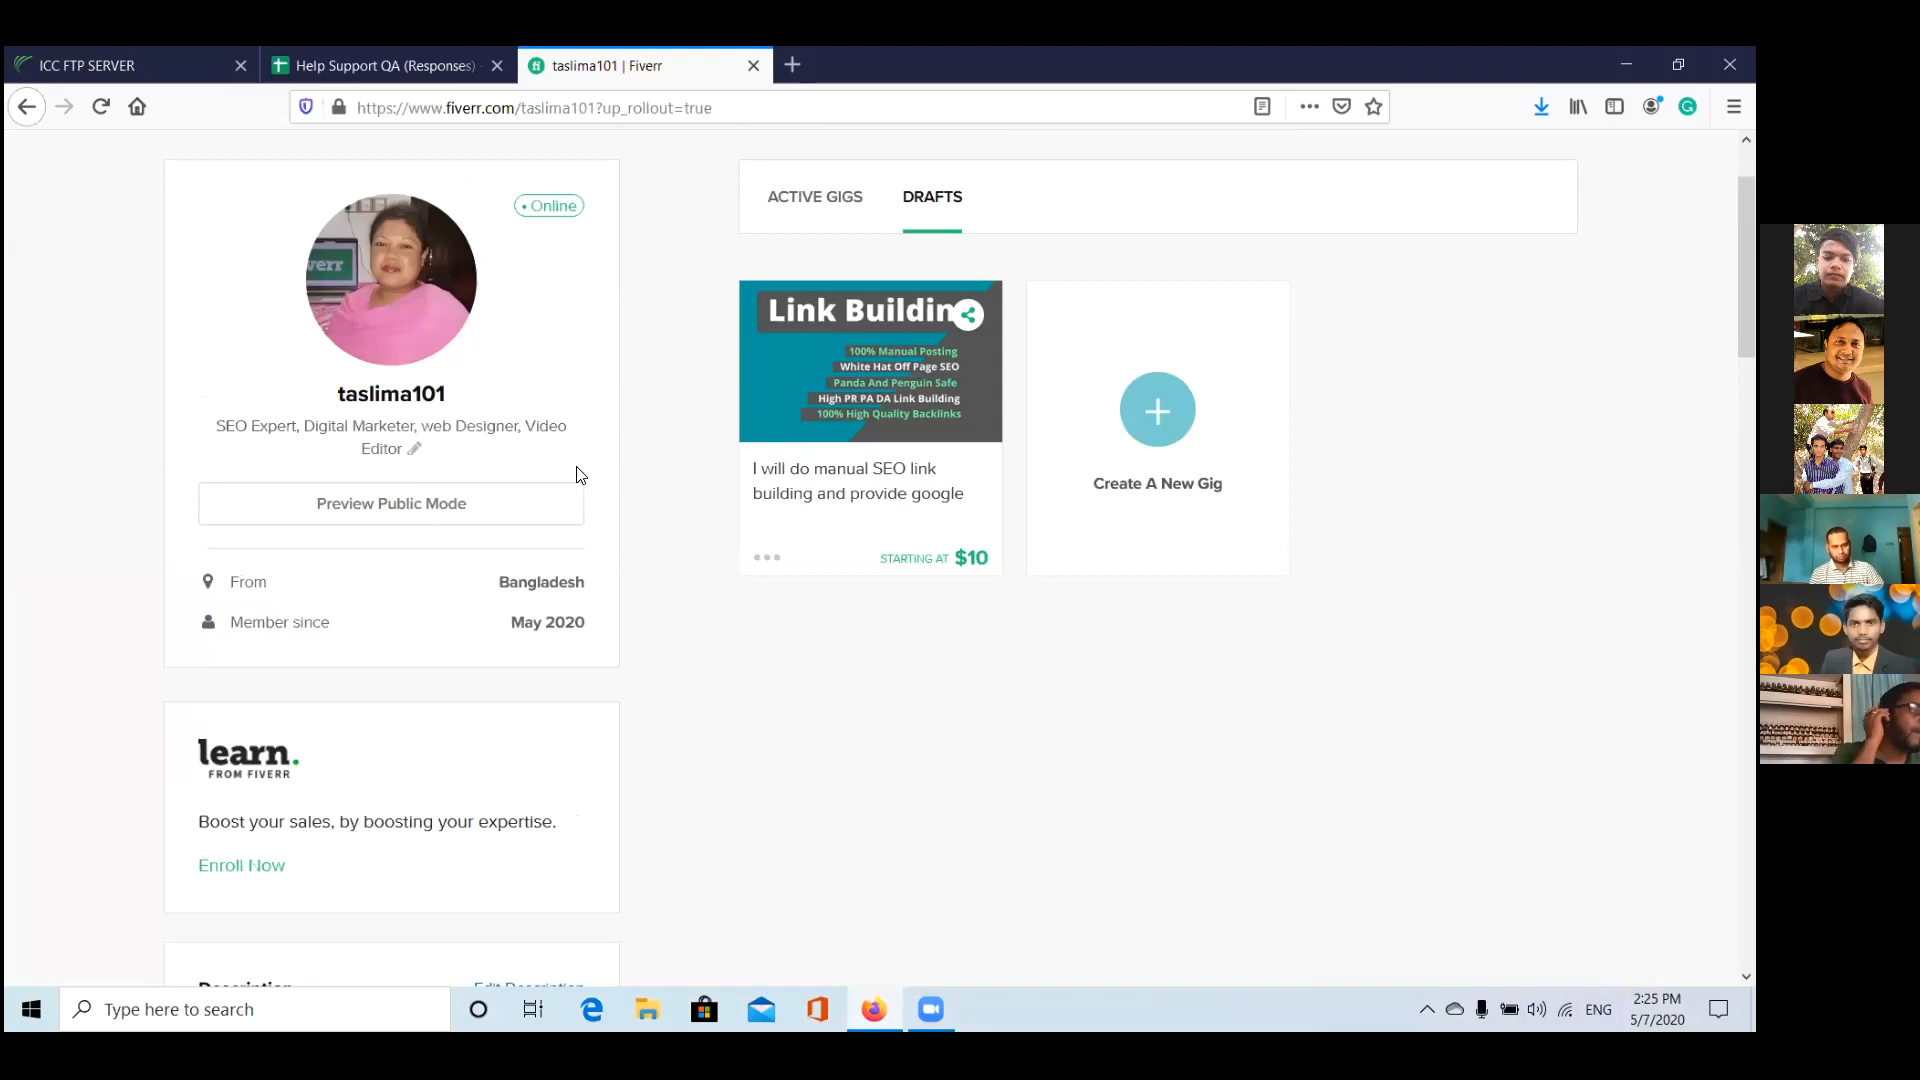 ICC FTP SERVER
Help Support QA (Responses)
taslima101 | Fiverr
https://www.fiverr.com/taslima101?up_rollout=true
Online
verr
taslima101
SEO Expert, Digital Marketer, web Designer, Video
Editor
Preview Public Mode
From
Bangladesh
Member since
May 2020
learn.
FROM FIVERR
Boost your sales, by boosting your expertise.
Enroll Now
Description
Edit Description
ACTIVE GIGS
DRAFTS
Link Buildin
100% Manual Posting
White Hat Off Page SEO
Panda And Penguin Safe
High PR PA DA Link Building
100% High Quality Backlinks
I will do manual SEO link
building and provide google
STARTING AT $10
Create A New Gig
Type here to search
ENG
2:25 PM
5/7/2020